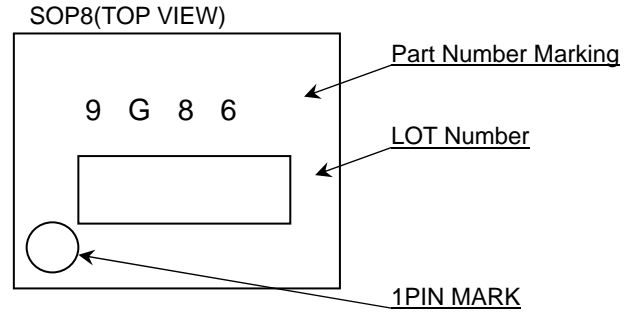 SOP8(TOP VIEW)
Part Number Marking
9 G 8 6
LOT Number
1PIN MARK